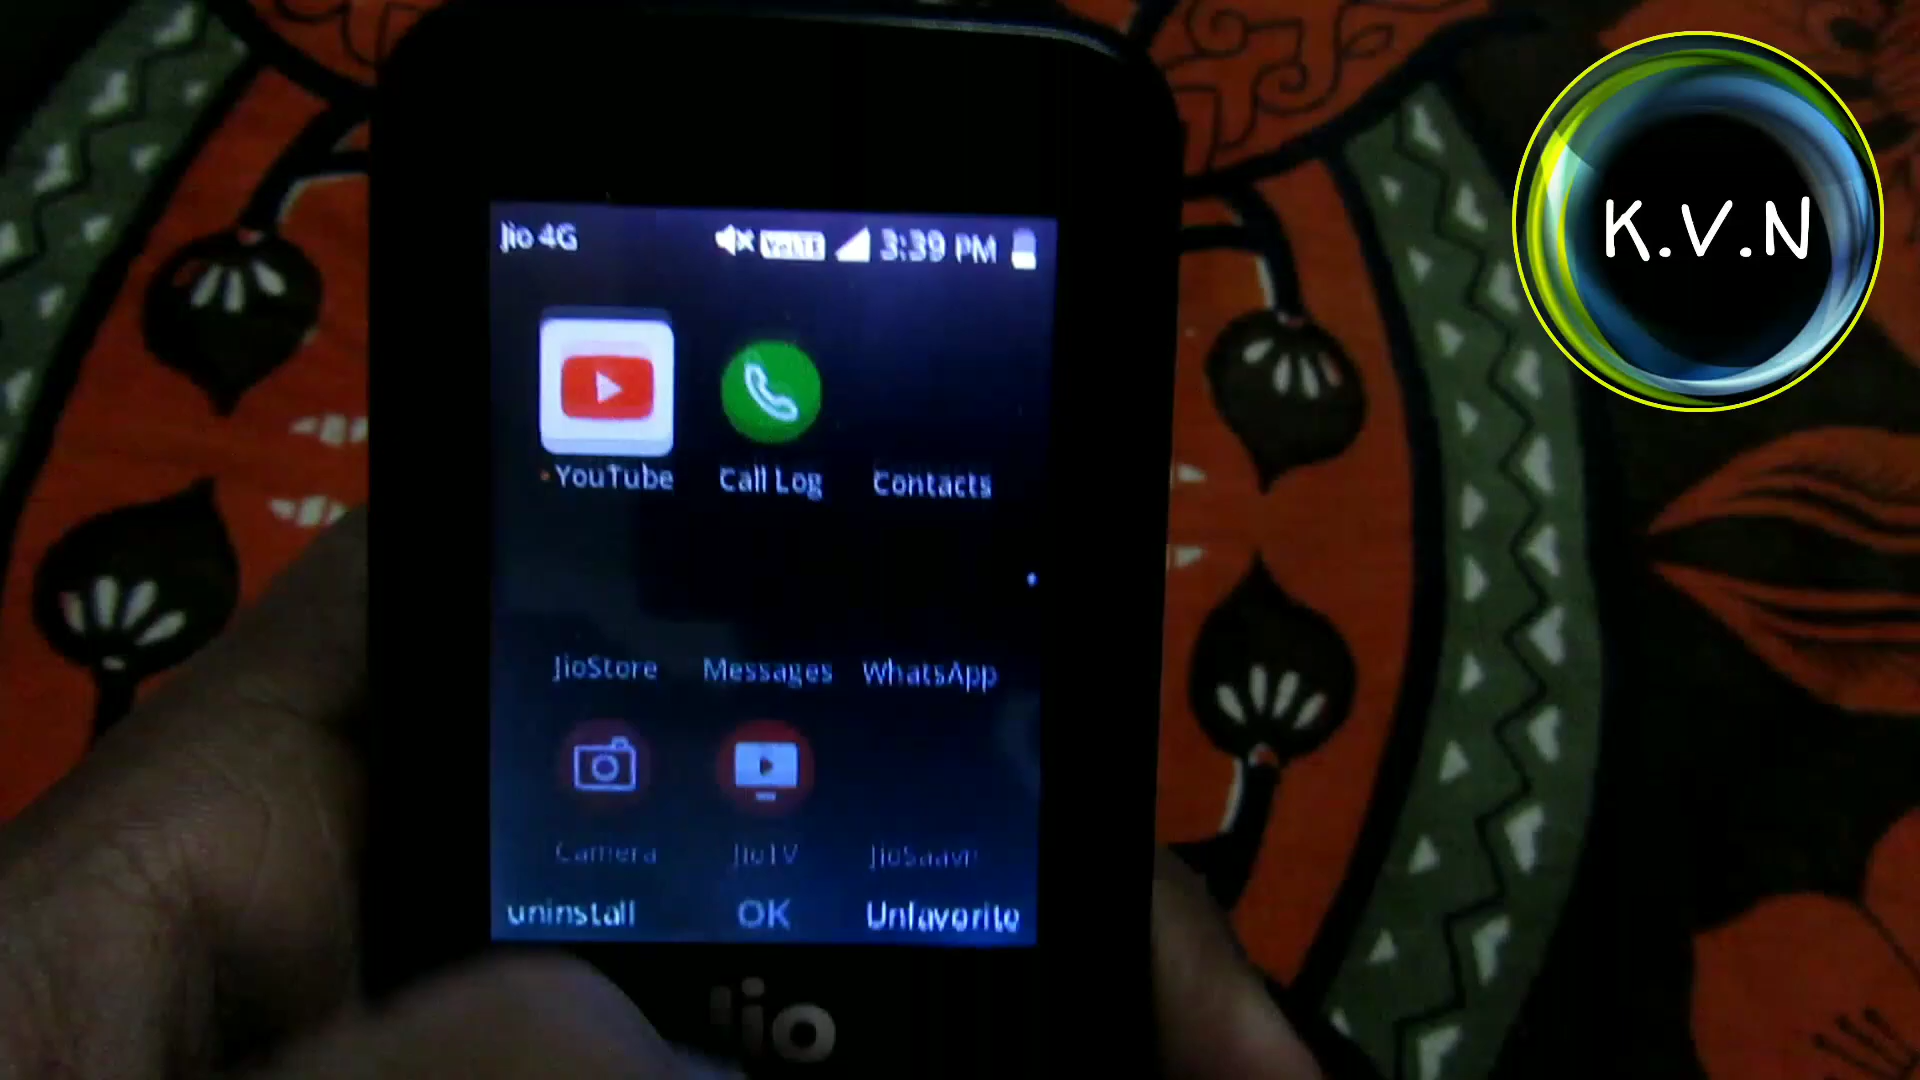 Jio 4G VoLTE 3:39 PM
K.V.N
YouTube Call Log Contacts
JioStore Messages WhatsApp
Camera JioTV JioSaavn
uninstall OK Unfavorite
Jio